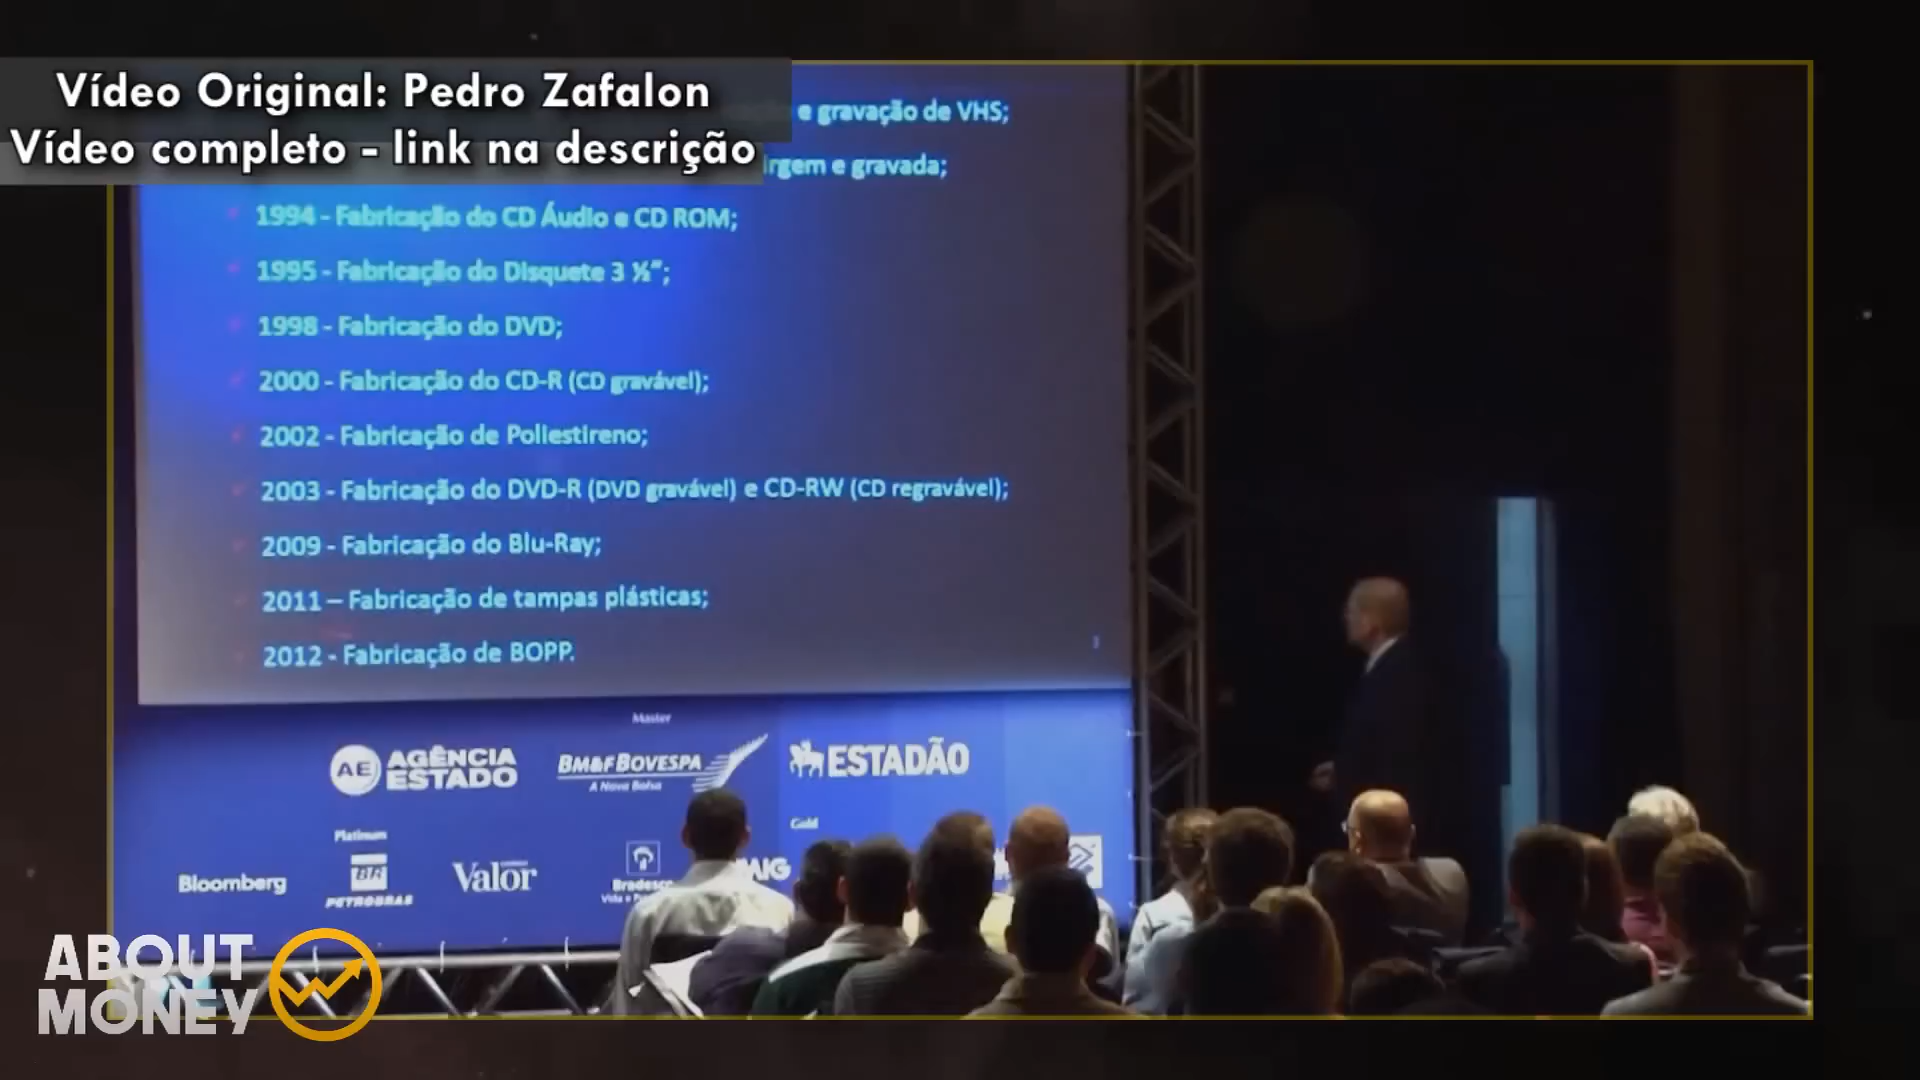 Vídeo Original: Pedro Zafalon
Vídeo completo - link na descrição
e gravação de VHS;
e gravada;
1994 - Fabricação do CD Áudio e CD ROM;
1995 - Fabricação do Disquete 3 ½";
1998 - Fabricação do DVD;
2000 - Fabricação do CD-R (CD gravável);
2002 - Fabricação de Poliestireno;
2003 - Fabricação do DVD-R (DVD gravável) e CD-RW (CD regravável);
2009 - Fabricação do Blu-Ray;
2011 – Fabricação de tampas plásticas;
2012 - Fabricação de BOPP.
Master
AE AGÊNCIA ESTADO
BM&FBOVESPA
A Nova Bolsa
ESTADÃO
Platinum
Gold
Bloomberg
BR
PETROBRAS
Valor
Bradesco
ABOUT
MONEY